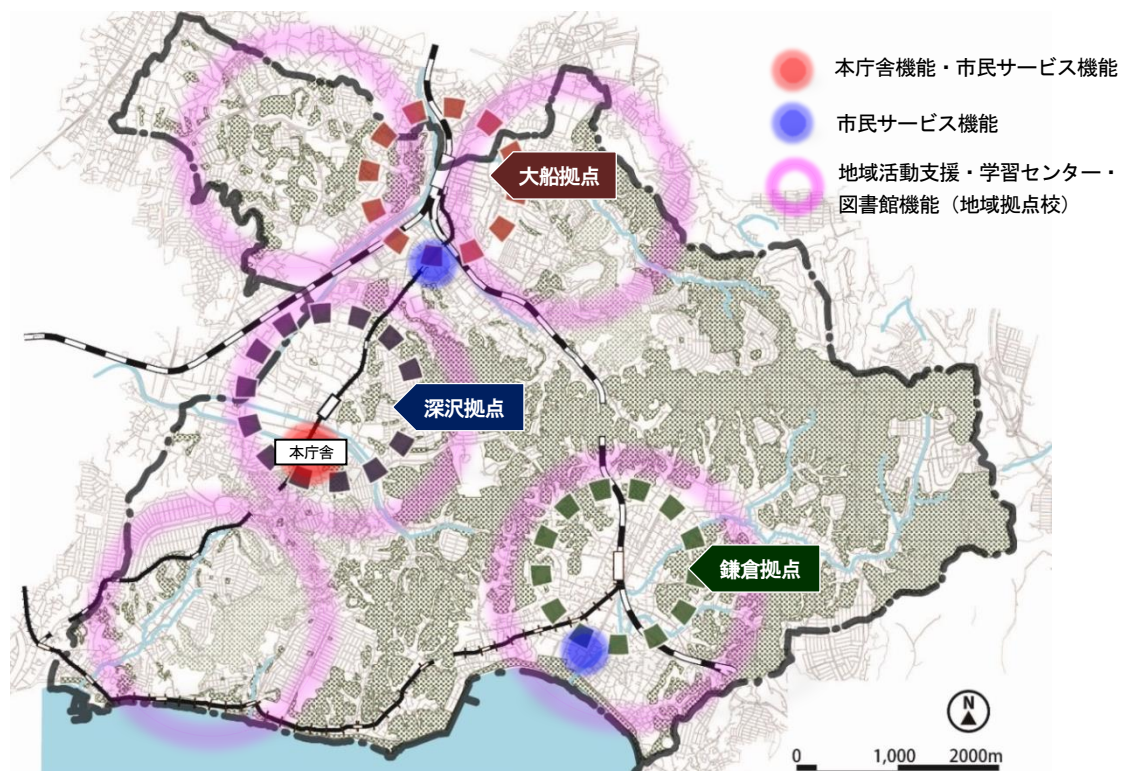 本庁舎機能・市民サービス機能
市民サービス機能
地域活動支援・学習センター・
図書館機能（地域拠点校）
大船拠点
深沢拠点
本庁舎
鎌倉拠点
N
0 1,000 2000m